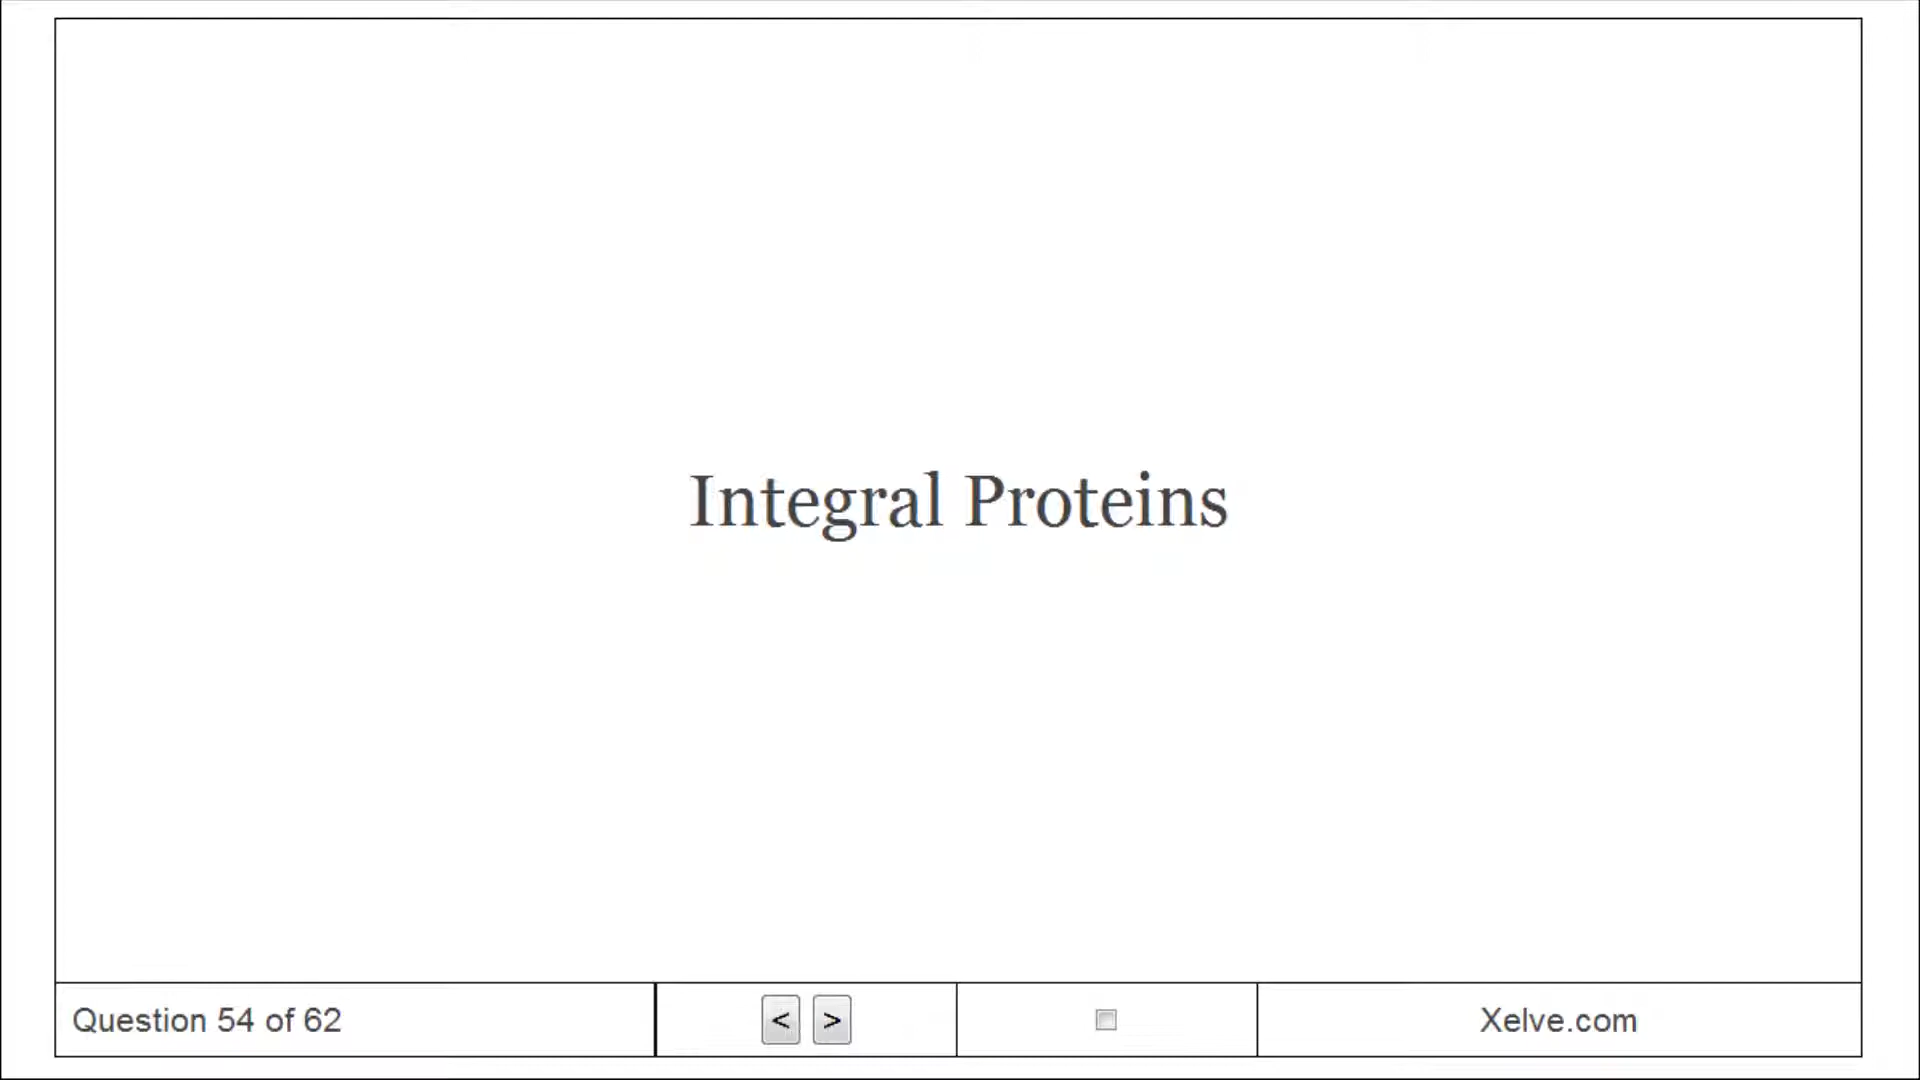 Integral Proteins
Question 54 of 62
< >
Xelve.com